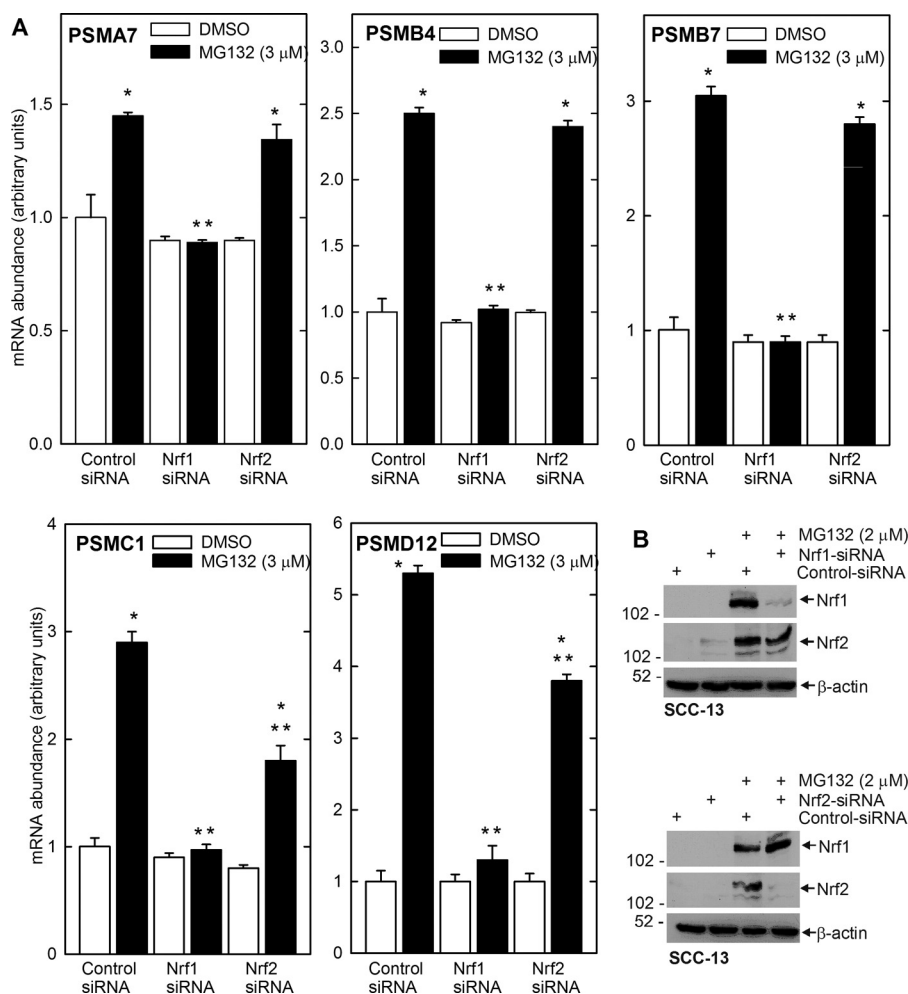 A
PSMA7
DMSO
MG132 (3 μM)
*
*
**
mRNA abundance (arbitrary units)
1.5
1.0
0.5
0.0
Control siRNA
Nrf1 siRNA
Nrf2 siRNA
PSMB4
DMSO
MG132 (3 μM)
*
*
**
3.0
2.5
2.0
1.5
1.0
0.5
0.0
Control siRNA
Nrf1 siRNA
Nrf2 siRNA
PSMB7
DMSO
MG132 (3 μM)
*
*
**
3
2
1
0
Control siRNA
Nrf1 siRNA
Nrf2 siRNA
PSMC1
DMSO
MG132 (3 μM)
*
*
**
**
mRNA abundance (arbitrary units)
4
3
2
1
0
Control siRNA
Nrf1 siRNA
Nrf2 siRNA
PSMD12
DMSO
MG132 (3 μM)
*
*
**
**
6
5
4
3
2
1
0
Control siRNA
Nrf1 siRNA
Nrf2 siRNA
B
+ + MG132 (2 μM)
+ + Nrf1-siRNA
+ + Control-siRNA
102 - Nrf1
102 - Nrf2
52 - β-actin
SCC-13
+ + MG132 (2 μM)
+ + Nrf2-siRNA
+ + Control-siRNA
102 - Nrf1
102 - Nrf2
52 - β-actin
SCC-13